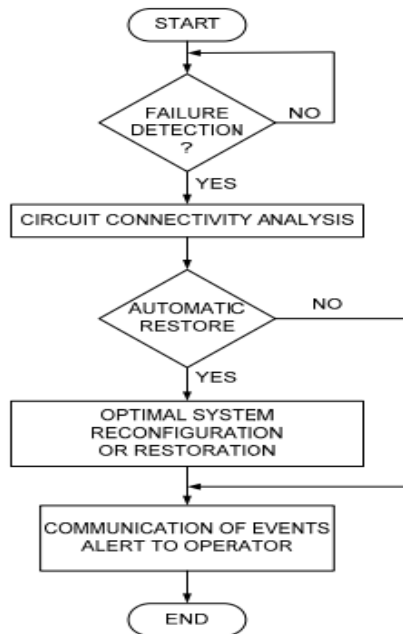 START
FAILURE
DETECTION
?
NO
YES
CIRCUIT CONNECTIVITY ANALYSIS
AUTOMATIC
RESTORE
NO
YES
OPTIMAL SYSTEM
RECONFIGURATION
OR RESTORATION
COMMUNICATION OF EVENTS
ALERT TO OPERATOR
END